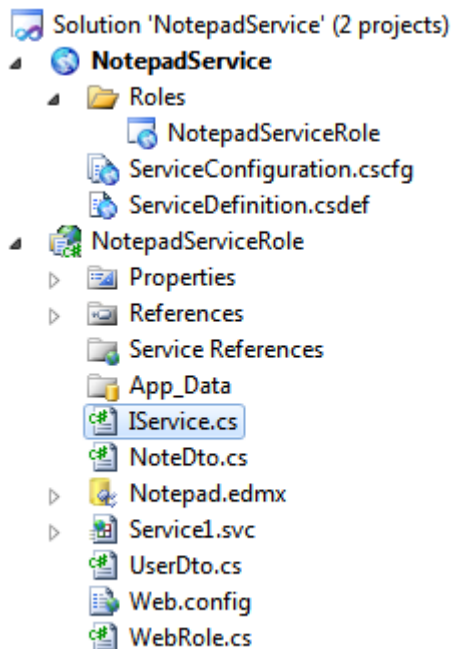 Solution 'NotepadService' (2 projects)
NotepadService
Roles
NotepadServiceRole
ServiceConfiguration.cscfg
ServiceDefinition.csdef
NotepadServiceRole
Properties
References
Service References
App_Data
IService.cs
NoteDto.cs
Notepad.edmx
Service1.svc
UserDto.cs
Web.config
WebRole.cs